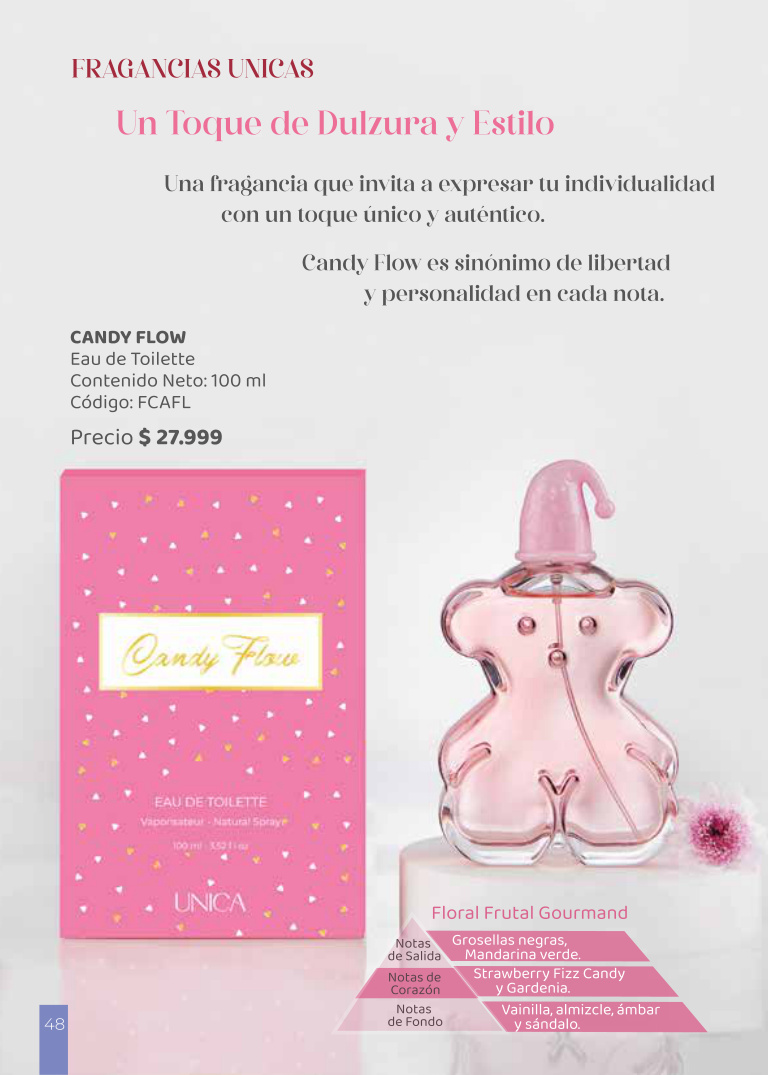 FRAGANCIAS UNICAS
Un Toque de Dulzura y Estilo
Una fragancia que invita a expresar tu individualidad
con un toque único y auténtico.
Candy Flow es sinónimo de libertad
y personalidad en cada nota.
CANDY FLOW
Eau de Toilette
Contenido Neto: 100 ml
Código: FCAFL
Precio $ 27.999
Candy Flow
EAU DE TOILETTE
Vaporisateur - Natural Spray
100 ml - 3.52 fl oz
UNICA
Floral Frutal Gourmand
Notas
de Salida
Grosellas negras,
Mandarina verde.
Notas de
Corazón
Strawberry Fizz Candy
y Gardenia.
Notas
de Fondo
Vainilla, almizcle, ámbar
y sándalo.
48